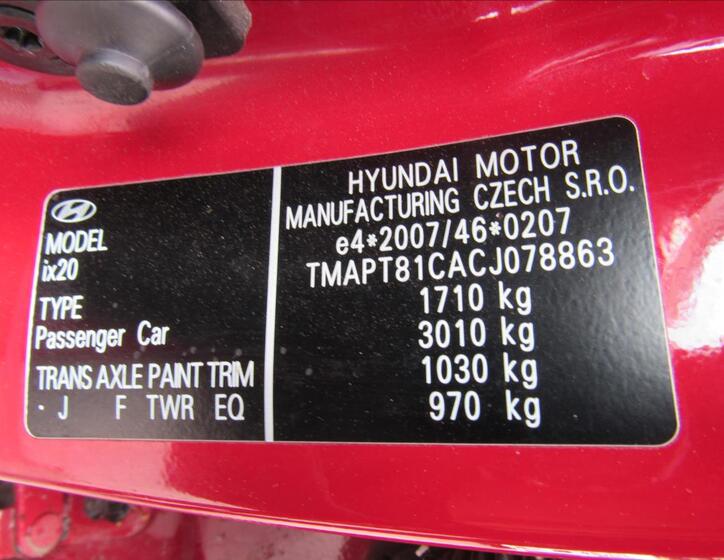 MODEL
ix20
TYPE
Passenger Car
TRANS AXLE PAINT TRIM
- J F TWR EQ
HYUNDAI MOTOR
MANUFACTURING CZECH S.R.O.
e4*2007/46*0207
TMAPT81CACJ078863
1710 kg
3010 kg
1030 kg
970 kg